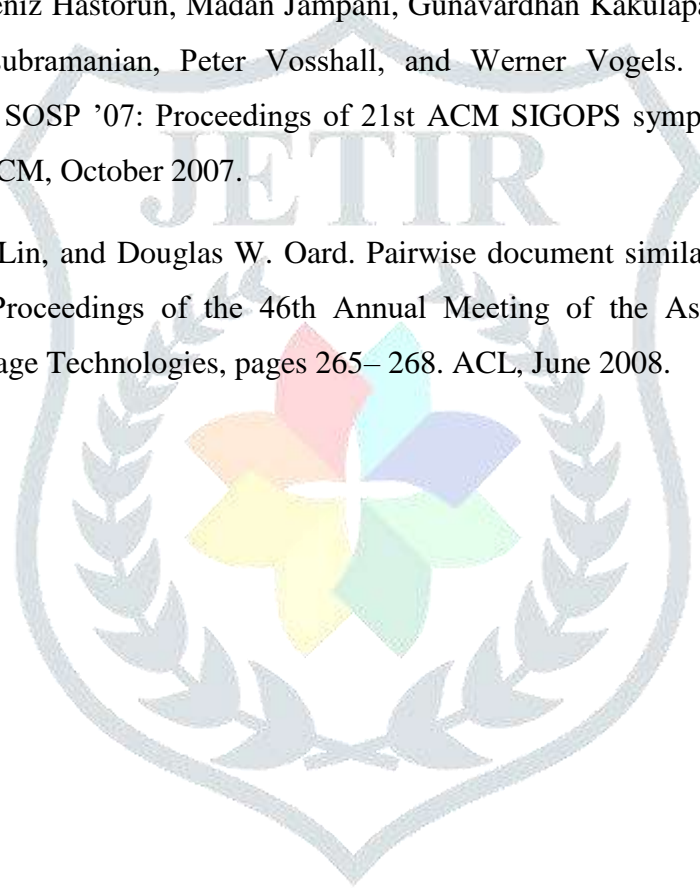 eniz Hastorun, Madan Jampani, Gunavardhan Kakulapa
ubramanian, Peter Vosshall, and Werner Vogels.
SOSP ’07: Proceedings of 21st ACM SIGOPS symp
CM, October 2007.
JETIR
Lin, and Douglas W. Oard. Pairwise document simila
Proceedings of the 46th Annual Meeting of the As
age Technologies, pages 265– 268. ACL, June 2008.